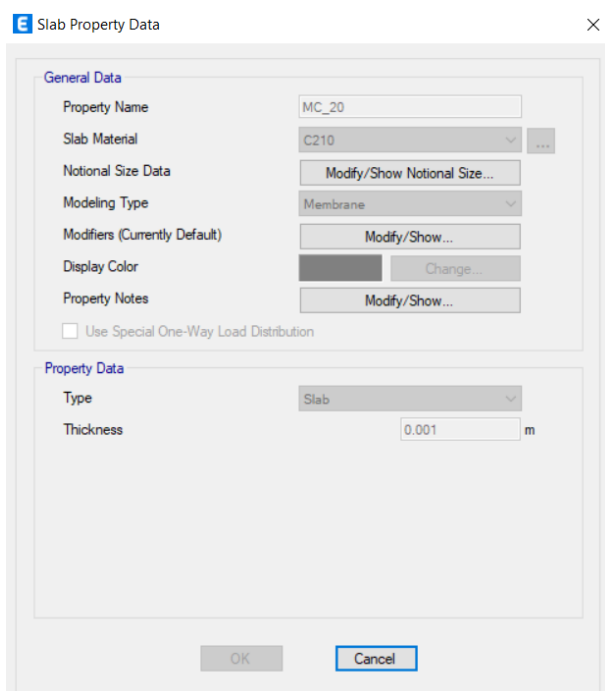 E Slab Property Data
General Data
Property Name MC_20
Slab Material C210 ...
Notional Size Data Modify/Show Notional Size...
Modeling Type Membrane
Modifiers (Currently Default) Modify/Show...
Display Color Change...
Property Notes Modify/Show...
Use Special One-Way Load Distribution
Property Data
Type Slab
Thickness 0.001 m
OK Cancel